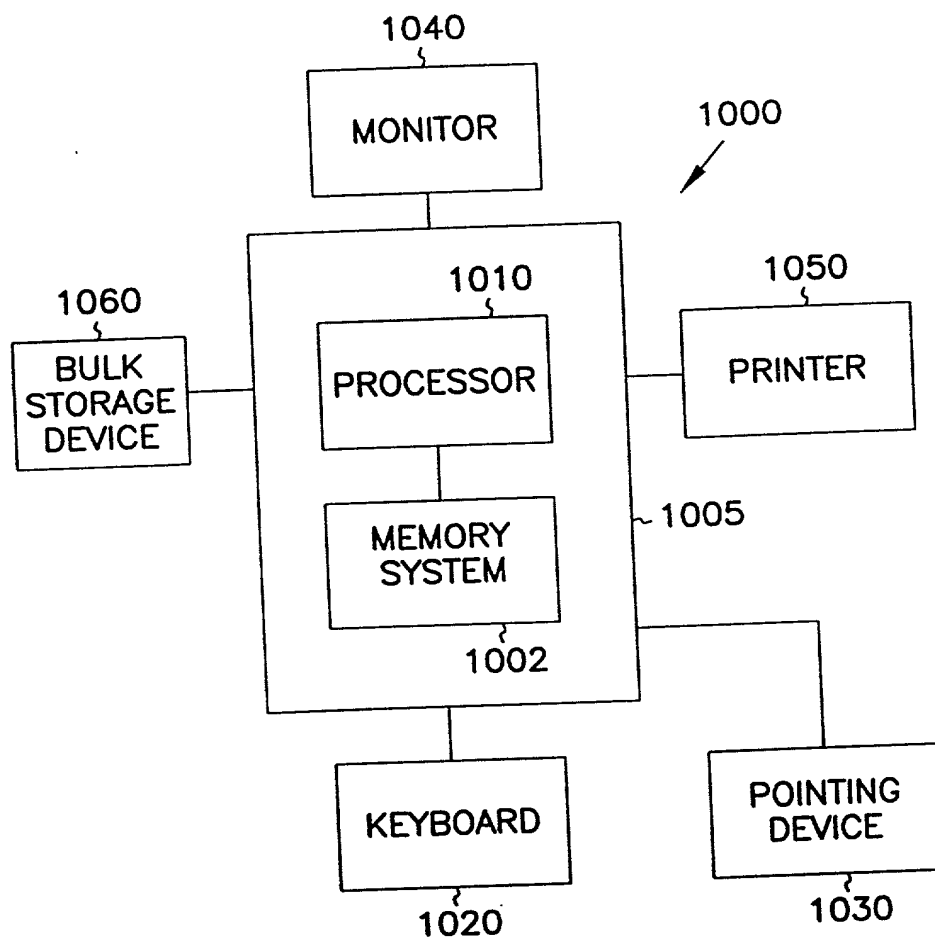 1040
MONITOR
1000
1010
1050
1060
PROCESSOR
PRINTER
BULK
STORAGE
DEVICE
1005
MEMORY
SYSTEM
1002
KEYBOARD
POINTING
DEVICE
1020
1030